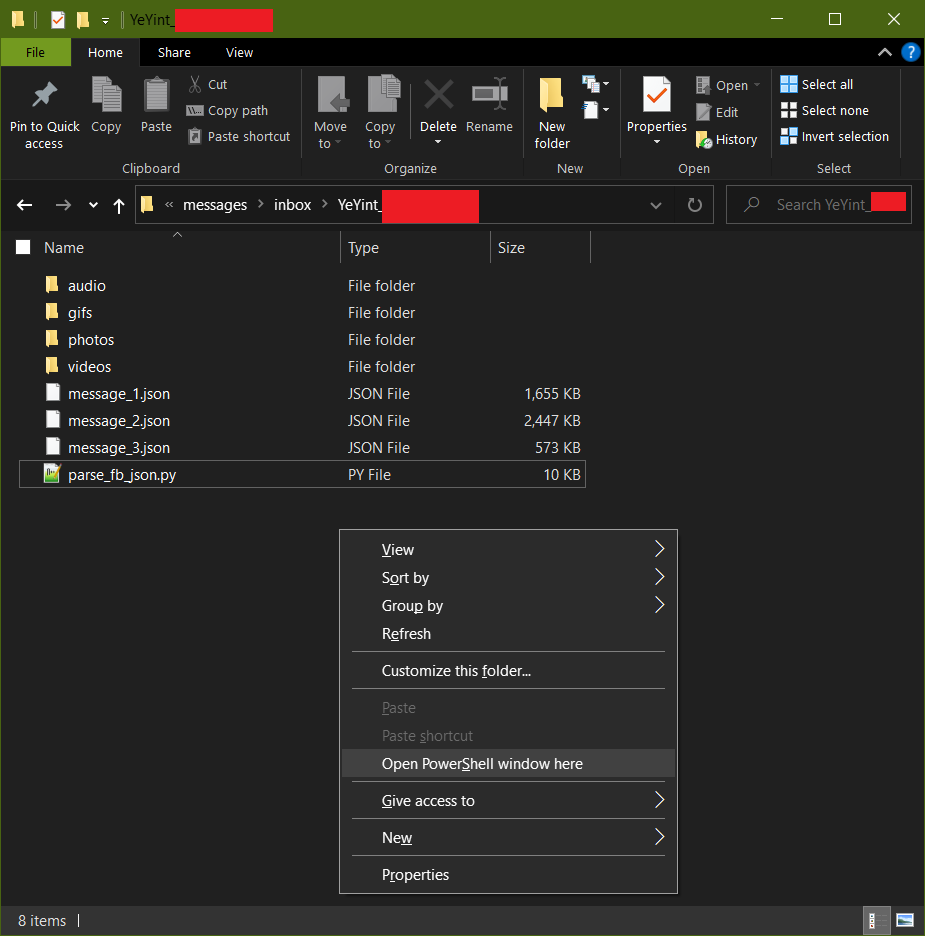 YeYint_
File Home Share View
Pin to Quick access
Copy
Paste
Cut
Copy path
Paste shortcut
Clipboard
Move to
Copy to
Delete
Rename
Organize
New folder
New
Properties
Open
Edit
History
Open
Select all
Select none
Invert selection
Select
« messages > inbox > YeYint_
Search YeYint_
Name Type Size
audio File folder
gifs File folder
photos File folder
videos File folder
message_1.json JSON File 1,655 KB
message_2.json JSON File 2,447 KB
message_3.json JSON File 573 KB
parse_fb_json.py PY File 10 KB
View
Sort by
Group by
Refresh
Customize this folder...
Paste
Paste shortcut
Open PowerShell window here
Give access to
New
Properties
8 items